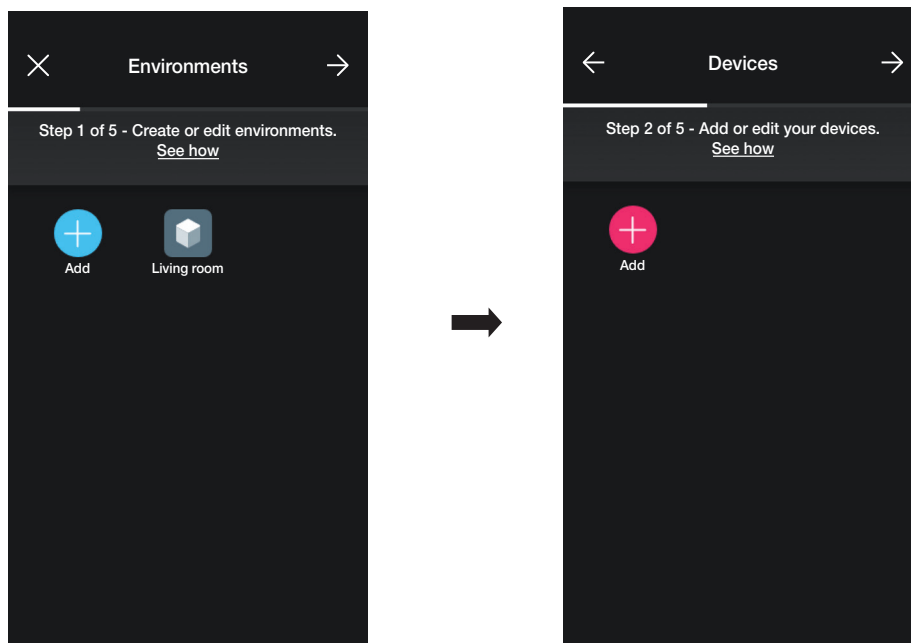 Environments
Step 1 of 5 - Create or edit environments.
See how
Add
Living room
Devices
Step 2 of 5 - Add or edit your devices.
See how
Add